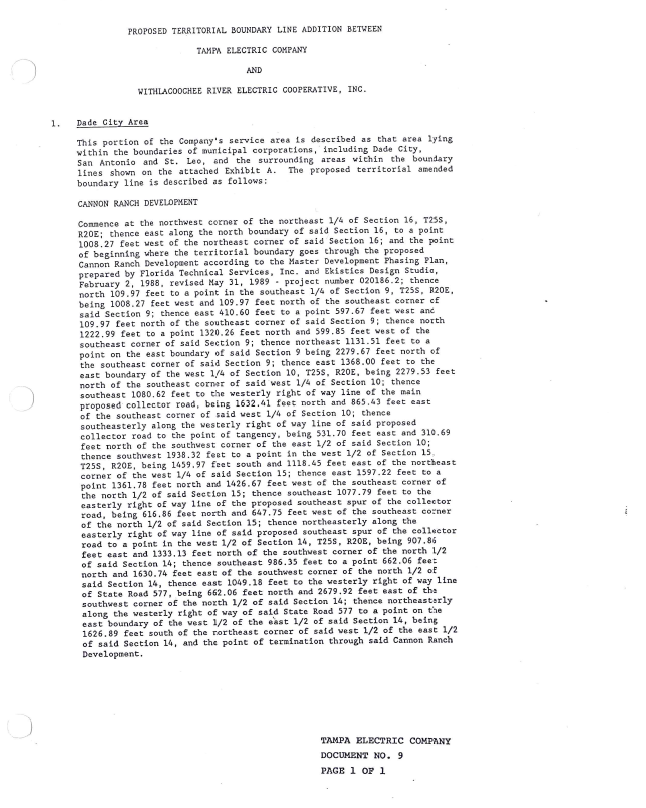 PROPOSED TERRITORIAL BOUNDARY LINE ADDITION BETWEEN
TAMPA ELECTRIC COMPANY
AND
WITHLACOOCHEE RIVER ELECTRIC COOPERATIVE, INC.
1. Dade City Area
This portion of the Company's service area is described as that area lying
within the boundaries of municipal corporations, including Dade City,
San Antonio and St. Leo, and the surrounding areas within the boundary
lines shown on the attached Exhibit A. The proposed territorial amended
boundary line is described as follows:
CANNON RANCH DEVELOPMENT
Commence at the northwest corner of the northeast 1/4 of Section 16, T25S,
R20E; thence east along the north boundary of said Section 16, to a point
1008.27 feet west of the northeast corner of said Section 16; and the point
of beginning where the territorial boundary goes through the proposed
Cannon Ranch Development according to the Master Development Phasing Plan,
prepared by Florida Technical Services, Inc. and Ekistics Design Studio,
February 2, 1988, revised May 31, 1989 - project number 020186.2; thence
north 109.97 feet to a point in the southeast 1/4 of Section 9, T25S, R20E,
being 1008.27 feet west and 109.97 feet north of the southeast corner of
said Section 9; thence east 410.60 feet to a point 597.67 feet west and
109.97 feet north of the southeast corner of said Section 9; thence north
1222.99 feet to a point 1320.26 feet north and 599.85 feet west of the
southeast corner of said Section 9; thence northeast 1131.51 feet to a
point on the east boundary of said Section 9 being 2279.67 feet north of
the southeast corner of said Section 9; thence east 1368.00 feet to the
east boundary of the west 1/4 of Section 10, T25S, R20E, being 2279.53 feet
north of the southeast corner of said west 1/4 of Section 10; thence
southeast 1080.62 to the westerly right of way line of the main
proposed collector road, being 1632.41 feet north and 865.43 feet east
of the southeast corner of said west 1/4 of Section 10; thence
southeasterly along the westerly right of way line of said proposed
collector road to the point of tangency, being 531.70 feet east and 310.69
feet north of the southwest corner of the east 1/2 of said Section 10;
thence southwest 1938.32 feet to a point in the west 1/2 of Section 15
T25S, R20E, being 1459.97 feet south and 1118.45 feet east of the northeast
corner of the west 1/4 of said Section 15; thence east 1597.22 feet to a
point 1361.78 feet north and 1426.67 feet west of the southeast corner of
the north 1/2 of said Section 15; thence southeast 1077.79 feet to the
easterly right of way line of the proposed southeast spur of the collector
road, being 616.86 feet north and 647.75 feet west of the southeast corner
of the north 1/2 of said Section 15; thence northeasterly along the
easterly right of way line of said proposed southeast spur of the collector
road to a point in the west 1/2 of Section 14, T25S, R20E, being 907.86
feet east and 1333.13 feet north of the southwest corner of the north 1/2
of said Section 14; thence southeast 986.35 feet to a point 662.06 feet
north and 1630.74 feet east of the southwest corner of the north 1/2 of
said Section 14, thence east 1049.18 feet to the westerly right of way line
of State Road 577, being 662.06 feet north and 2679.92 feet east of the
southwest corner of the north 1/2 of said Section 14; thence northeasterly
along the westerly right of way of said State Road 577 to a point on the
east boundary of the west 1/2 of the east 1/2 of said Section 14, being
1626.89 feet south of the northeast corner of said west 1/2 of the east 1/2
of said Section 14, and the point of termination through said Cannon Ranch
Development.
TAMPA ELECTRIC COMPANY
DOCUMENT NO. 9
PAGE 1 OF 1